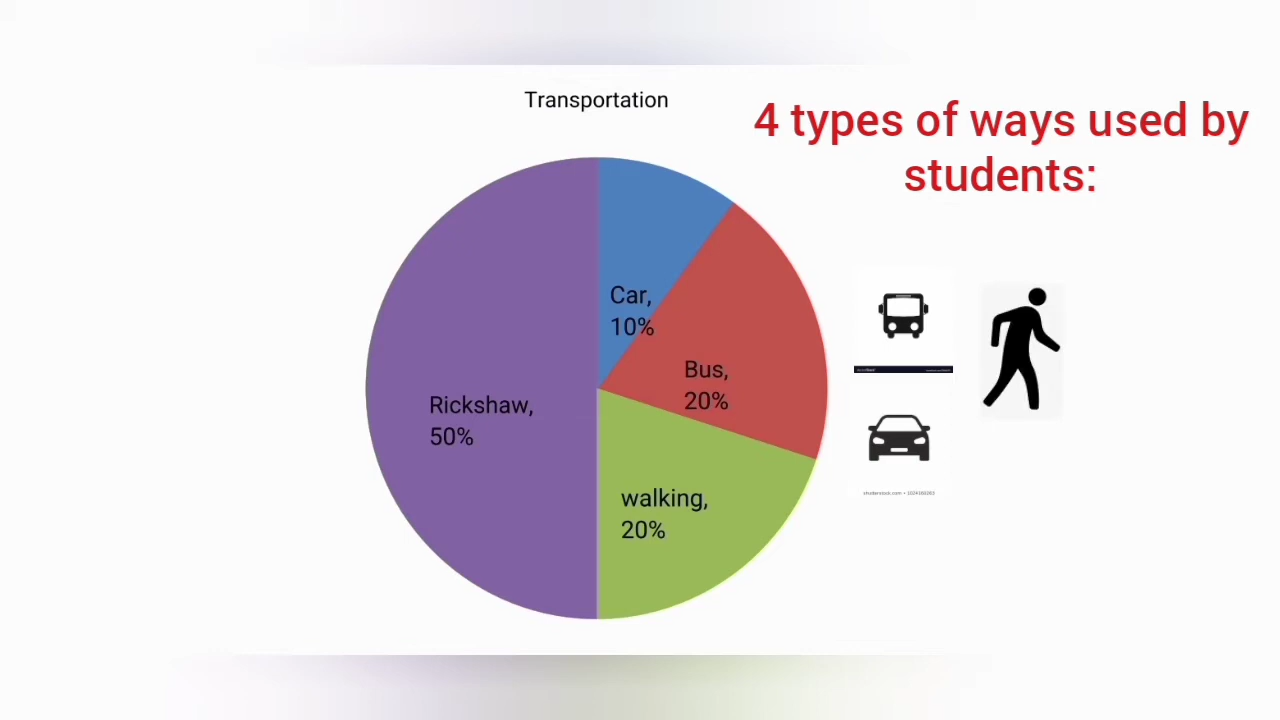 Transportation
4 types of ways used by
students:
Car,
10%
Bus,
20%
Rickshaw,
50%
walking,
20%